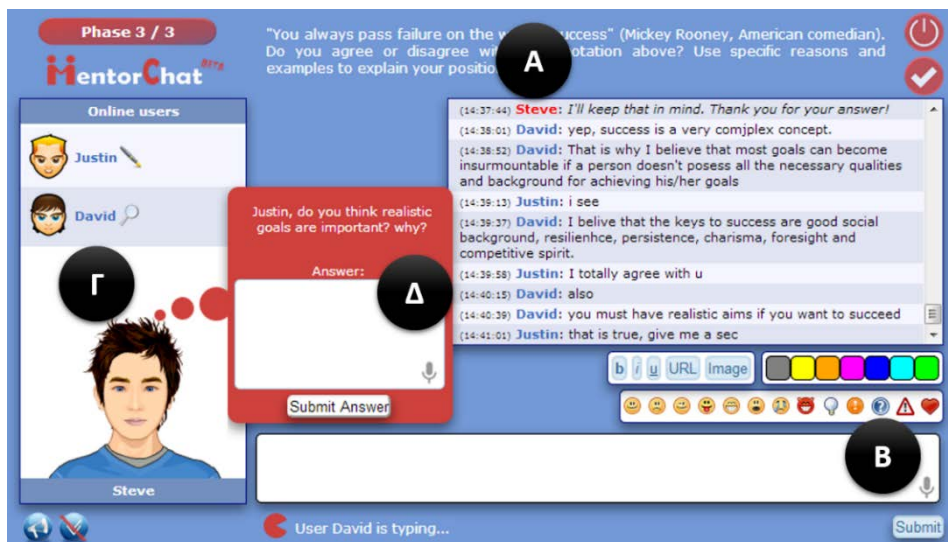 Phase 3 / 3
MentorChat BETA
"You always pass failure on the w uccess" (Mickey Rooney, American comedian).
Do you agree or disagree wi otation above? Use specific reasons and
examples to explain your positio
A
Online users
Justin
David
Γ
Steve
Justin, do you think realistic
goals are important? why?
Answer:
Δ
Submit Answer
(14:37:44) Steve: I'll keep that in mind. Thank you for your answer!
(14:38:01) David: yep, success is a very comjplex concept.
(14:38:52) David: That is why I believe that most goals can become
insurmountable if a person doesn't posess all the necessary qualities
and background for achieving his/her goals
(14:39:13) Justin: i see
(14:39:37) David: I belive that the keys to success are good social
background, resilienhce, persistence, charisma, foresight and
competitive spirit.
(14:39:58) Justin: I totally agree with u
(14:40:15) David: also
(14:40:39) David: you must have realistic aims if you want to succeed
(14:41:01) Justin: that is true, give me a sec
b i u URL Image
B
User David is typing...
Submit